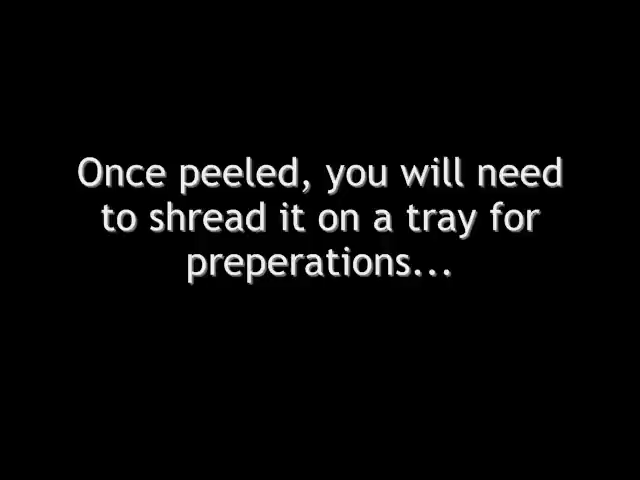 Once peeled, you will need
to shread it on a tray for
preperations...